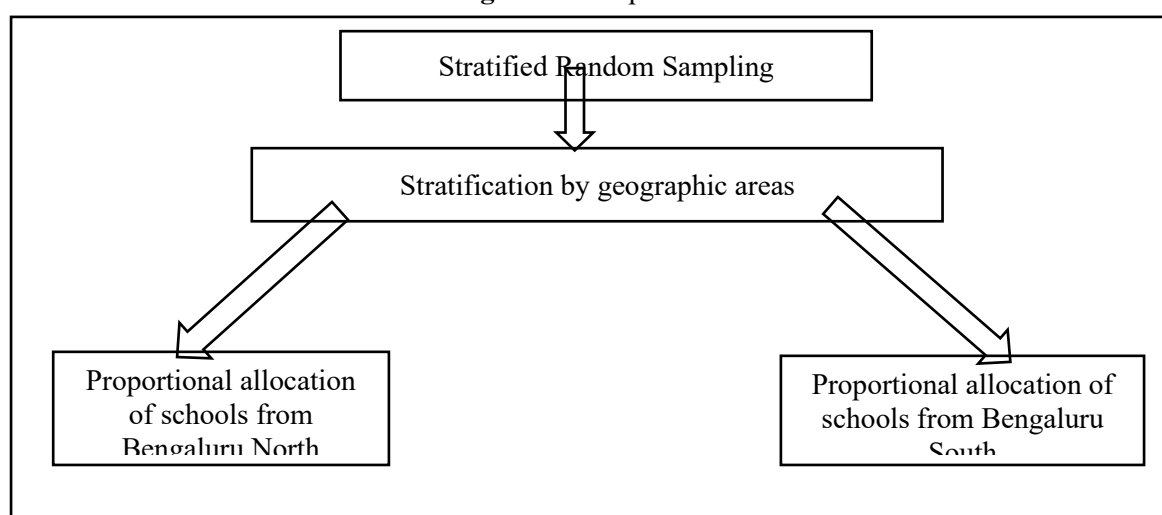 Stratified Random Sampling
Stratification by geographic areas
Proportional allocation
of schools from
Bengaluru North
Proportional allocation of
schools from Bengaluru
South